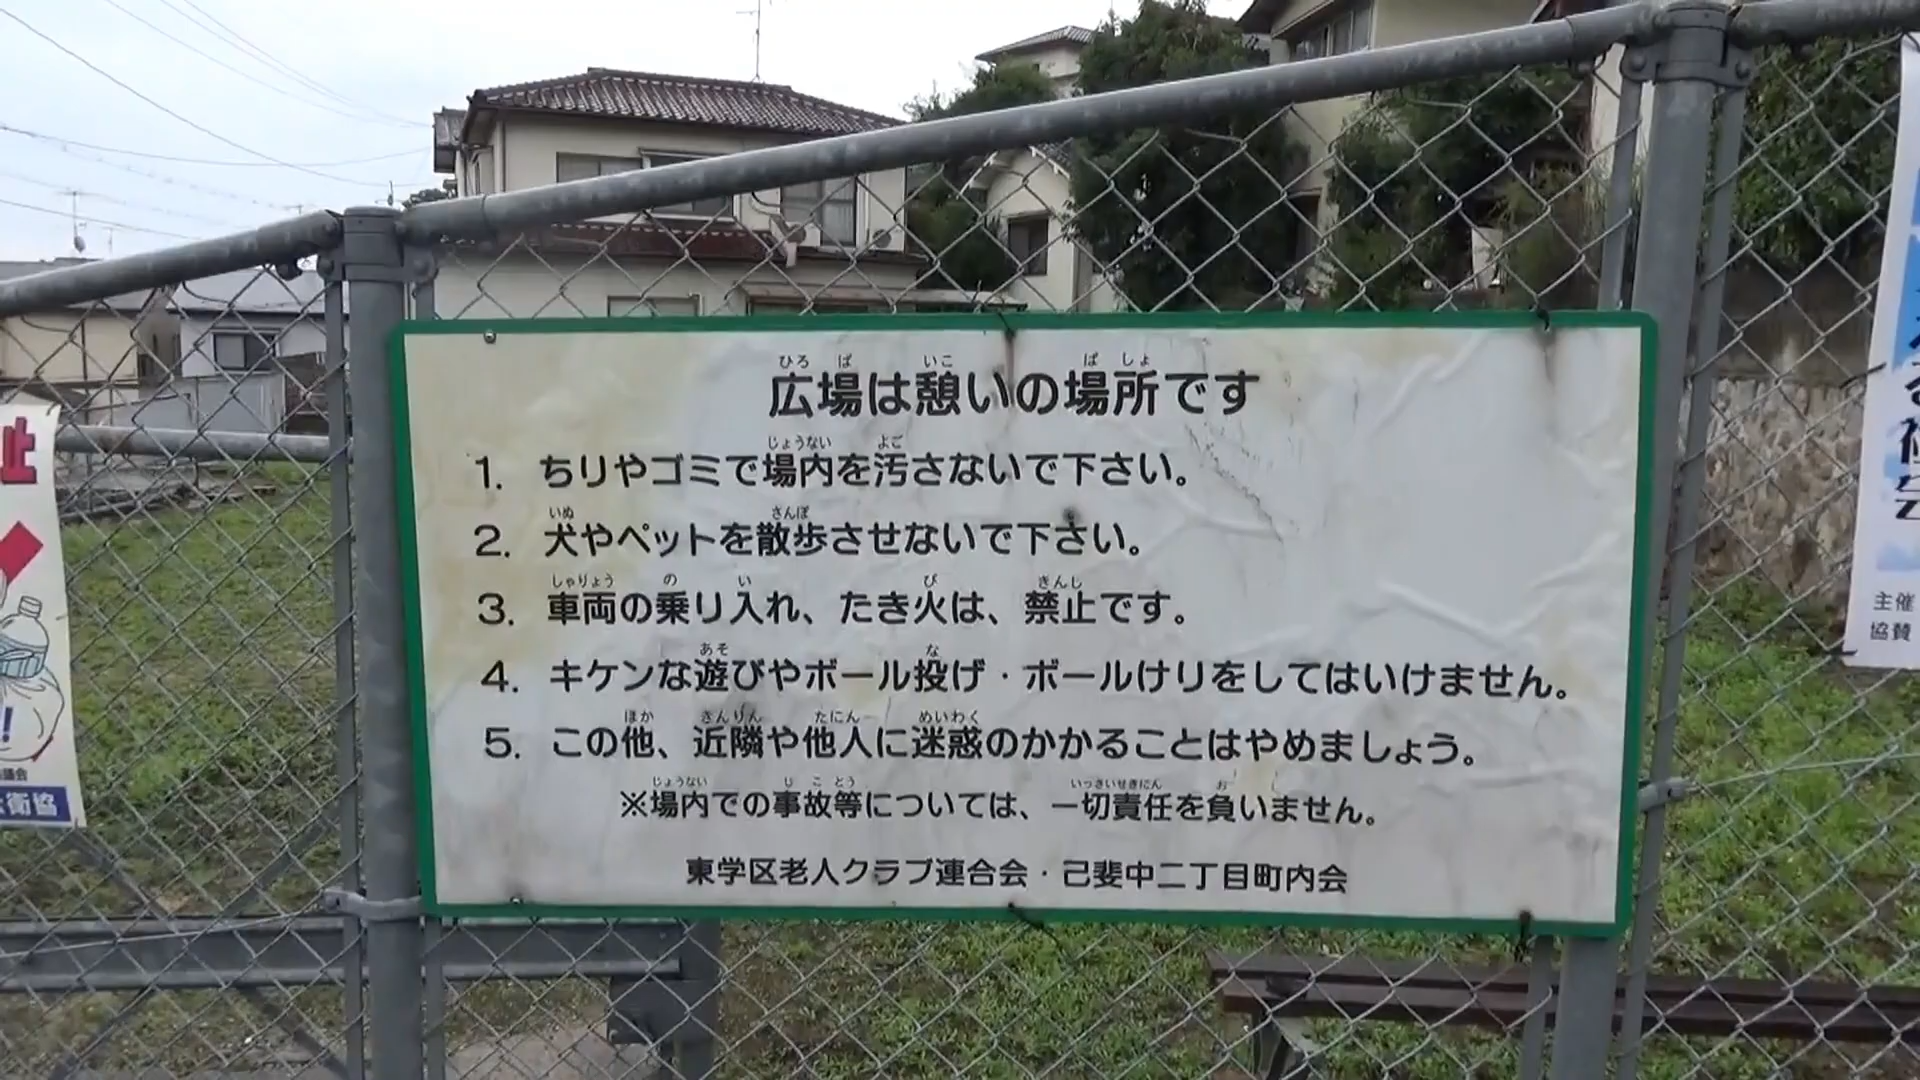 広場は憩いの場所です
ひろ ば いこ ば しょ
1. ちりやゴミで場内を汚さないで下さい。
じょうない よご
2. 犬やペットを散歩させないで下さい。
いぬ さんぽ
3. 車両の乗り入れ、たき火は、禁止です。
しゃりょう の い び きんし
4. キケンな遊びやボール投げ・ボールけりをしてはいけません。
あそ な
5. この他、近隣や他人に迷惑のかかることはやめましょう。
ほか きんりん たにん めいわく
※場内での事故等については、一切責任を負いません。
じょうない じ こ とう いっさいせきにん お
東学区老人クラブ連合会・己斐中二丁目町内会
止
!
議会
衛協
主催
協賛